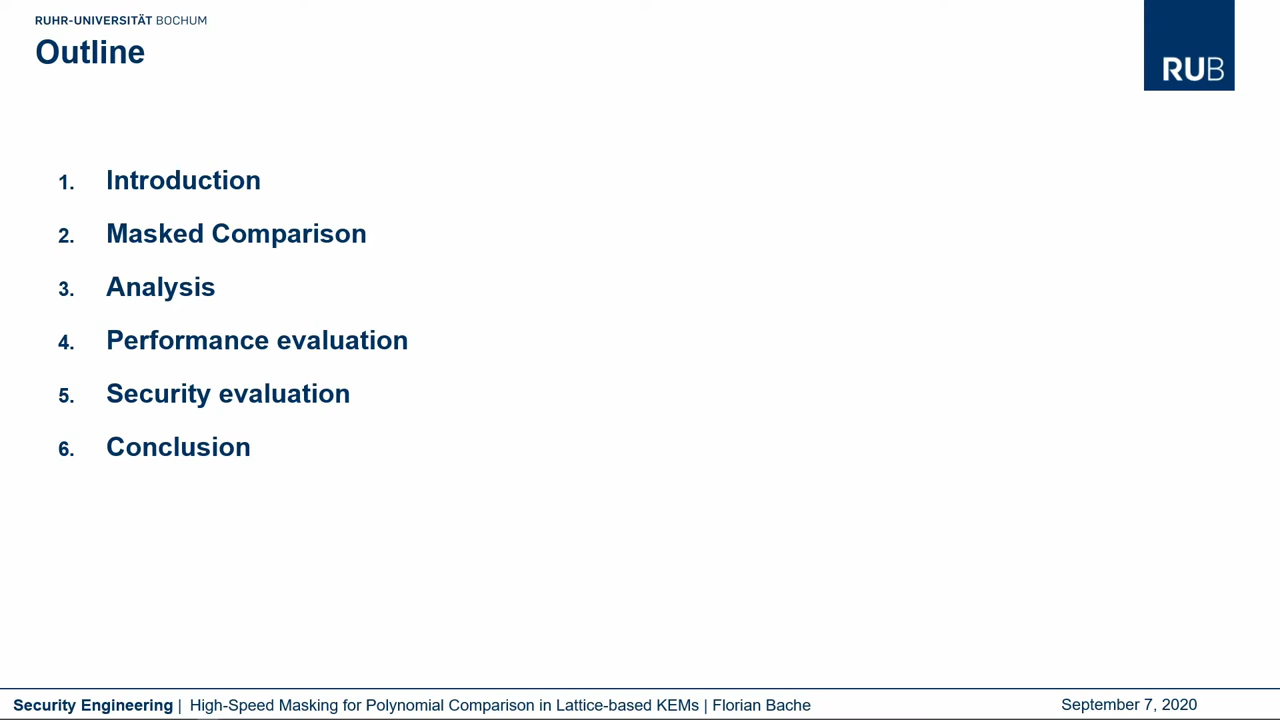 RUHR-UNIVERSITÄT BOCHUM
Outline
RUB
1. Introduction
2. Masked Comparison
3. Analysis
4. Performance evaluation
5. Security evaluation
6. Conclusion
Security Engineering | High-Speed Masking for Polynomial Comparison in Lattice-based KEMs | Florian Bache
September 7, 2020